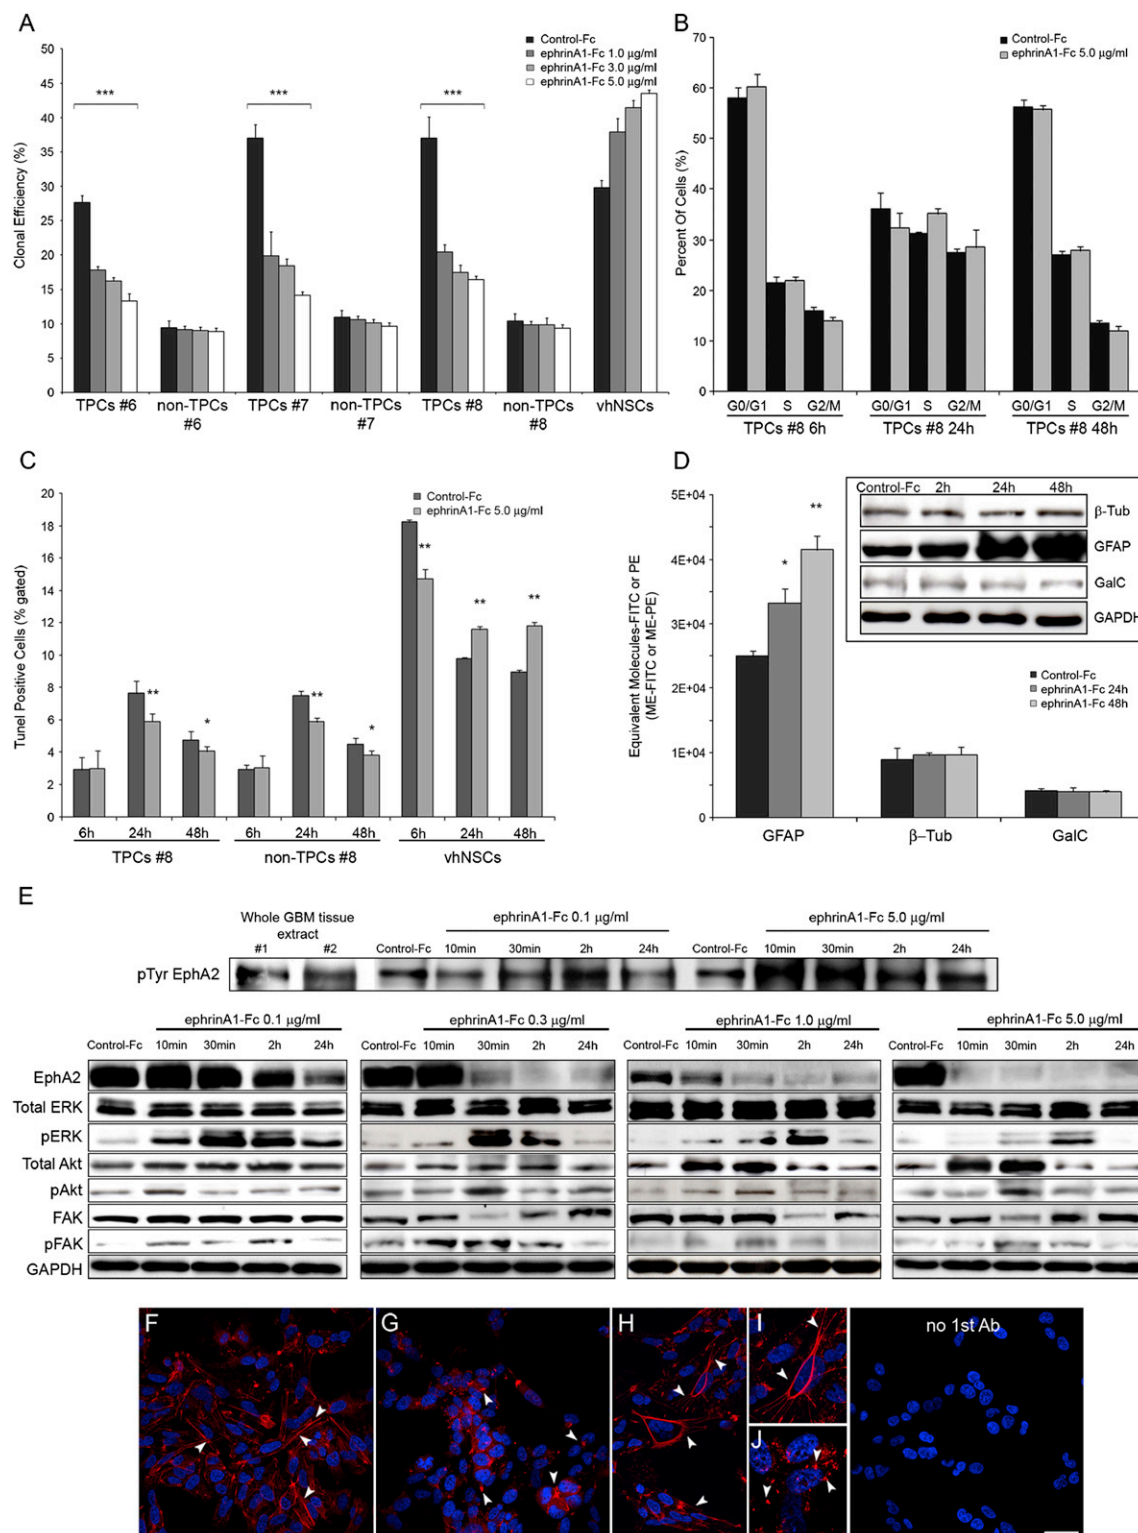 A
Control-Fc
ephrinA1-Fc 1.0 µg/ml
ephrinA1-Fc 3.0 µg/ml
ephrinA1-Fc 5.0 µg/ml
Clonal Efficiency (%)
50
45
40
35
30
25
20
15
10
5
0
*** *** ***
TPCs #6 non-TPCs #6 TPCs #7 non-TPCs #7 TPCs #8 non-TPCs #8 vhNSCs
B
Control-Fc
ephrinA1-Fc 5.0 µg/ml
Percent Of Cells (%)
70
60
50
40
30
20
10
0
G0/G1 S G2/M G0/G1 S G2/M G0/G1 S G2/M
TPCs #8 6h TPCs #8 24h TPCs #8 48h
C
Control-Fc
ephrinA1-Fc 5.0 µg/ml
Tunel Positive Cells (% gated)
20
18
16
14
12
10
8
6
4
2
0
** * ** * ** ** **
6h 24h 48h 6h 24h 48h 6h 24h 48h
TPCs #8 non-TPCs #8 vhNSCs
D
Control-Fc 2h 24h 48h
β-Tub
GFAP
GalC
GAPDH
Equivalent Molecules-FITC or PE
(ME-FITC or ME-PE)
5E+04
4E+04
3E+04
2E+04
1E+04
0
* **
Control-Fc
ephrinA1-Fc 24h
ephrinA1-Fc 48h
GFAP β–Tub GalC
E
Whole GBM tissue
extract
ephrinA1-Fc 0.1 µg/ml ephrinA1-Fc 5.0 µg/ml
#1 #2 Control-Fc 10min 30min 2h 24h Control-Fc 10min 30min 2h 24h
pTyr EphA2
ephrinA1-Fc 0.1 µg/ml ephrinA1-Fc 0.3 µg/ml ephrinA1-Fc 1.0 µg/ml ephrinA1-Fc 5.0 µg/ml
Control-Fc 10min 30min 2h 24h Control-Fc 10min 30min 2h 24h Control-Fc 10min 30min 2h 24h Control-Fc 10min 30min 2h 24h
EphA2
Total ERK
pERK
Total Akt
pAkt
FAK
pFAK
GAPDH
F G H I no 1st Ab
J